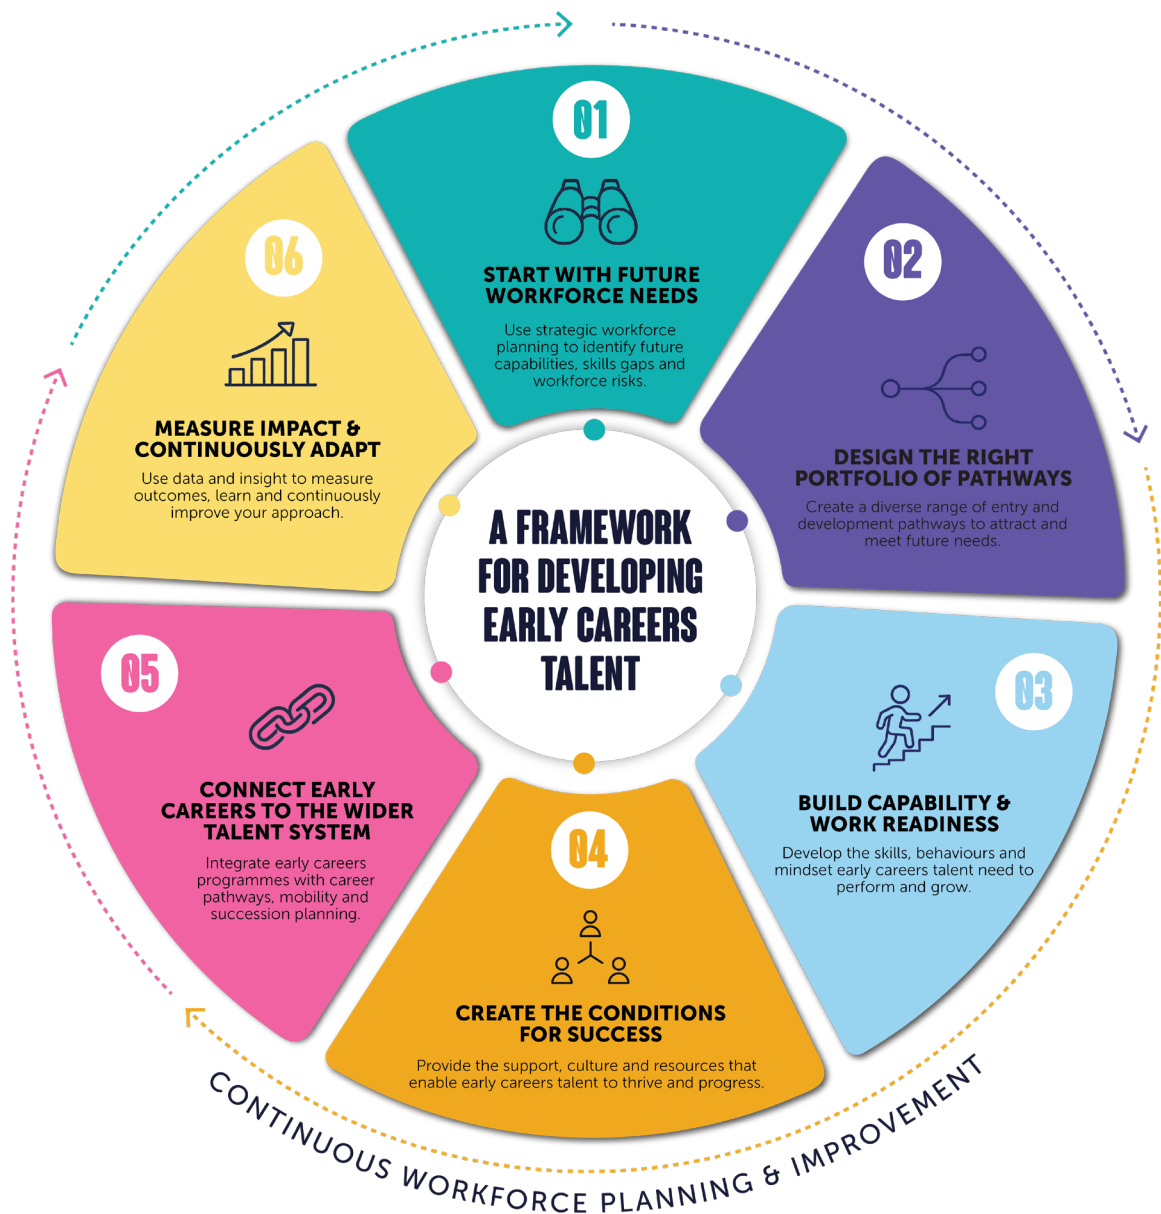 01
START WITH FUTURE
WORKFORCE NEEDS
Use strategic workforce
planning to identify future
capabilities, skills gaps and
workforce risks.
02
DESIGN THE RIGHT
PORTFOLIO OF PATHWAYS
Create a diverse range of entry and
development pathways to attract and
meet future needs.
03
BUILD CAPABILITY &
WORK READINESS
Develop the skills, behaviours and
mindset early careers talent need to
perform and grow.
04
CREATE THE CONDITIONS
FOR SUCCESS
Provide the support, culture and resources that
enable early careers talent to thrive and progress.
05
CONNECT EARLY
CAREERS TO THE WIDER
TALENT SYSTEM
Integrate early careers
programmes with career
pathways, mobility and
succession planning.
06
MEASURE IMPACT &
CONTINUOUSLY ADAPT
Use data and insight to measure
outcomes, learn and continuously
improve your approach.
A FRAMEWORK
FOR DEVELOPING
EARLY CAREERS
TALENT
CONTINUOUS WORKFORCE PLANNING & IMPROVEMENT